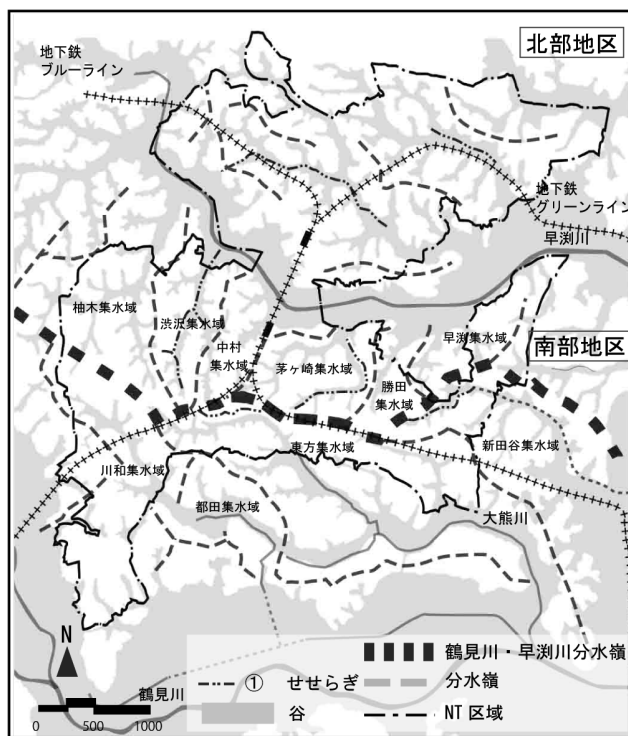 北部地区
地下鉄
ブルーライン
地下鉄
グリーンライン
早渕川
柚木集水域
渋沢集水域
中村
集水域
茅ヶ崎集水域
早渕集水域
南部地区
勝田
集水域
東方集水域
新田谷集水域
川和集水域
都田集水域
大熊川
N
鶴見川
0 500 1000
① せせらぎ
谷
鶴見川・早渕川分水嶺
分水嶺
NT 区域